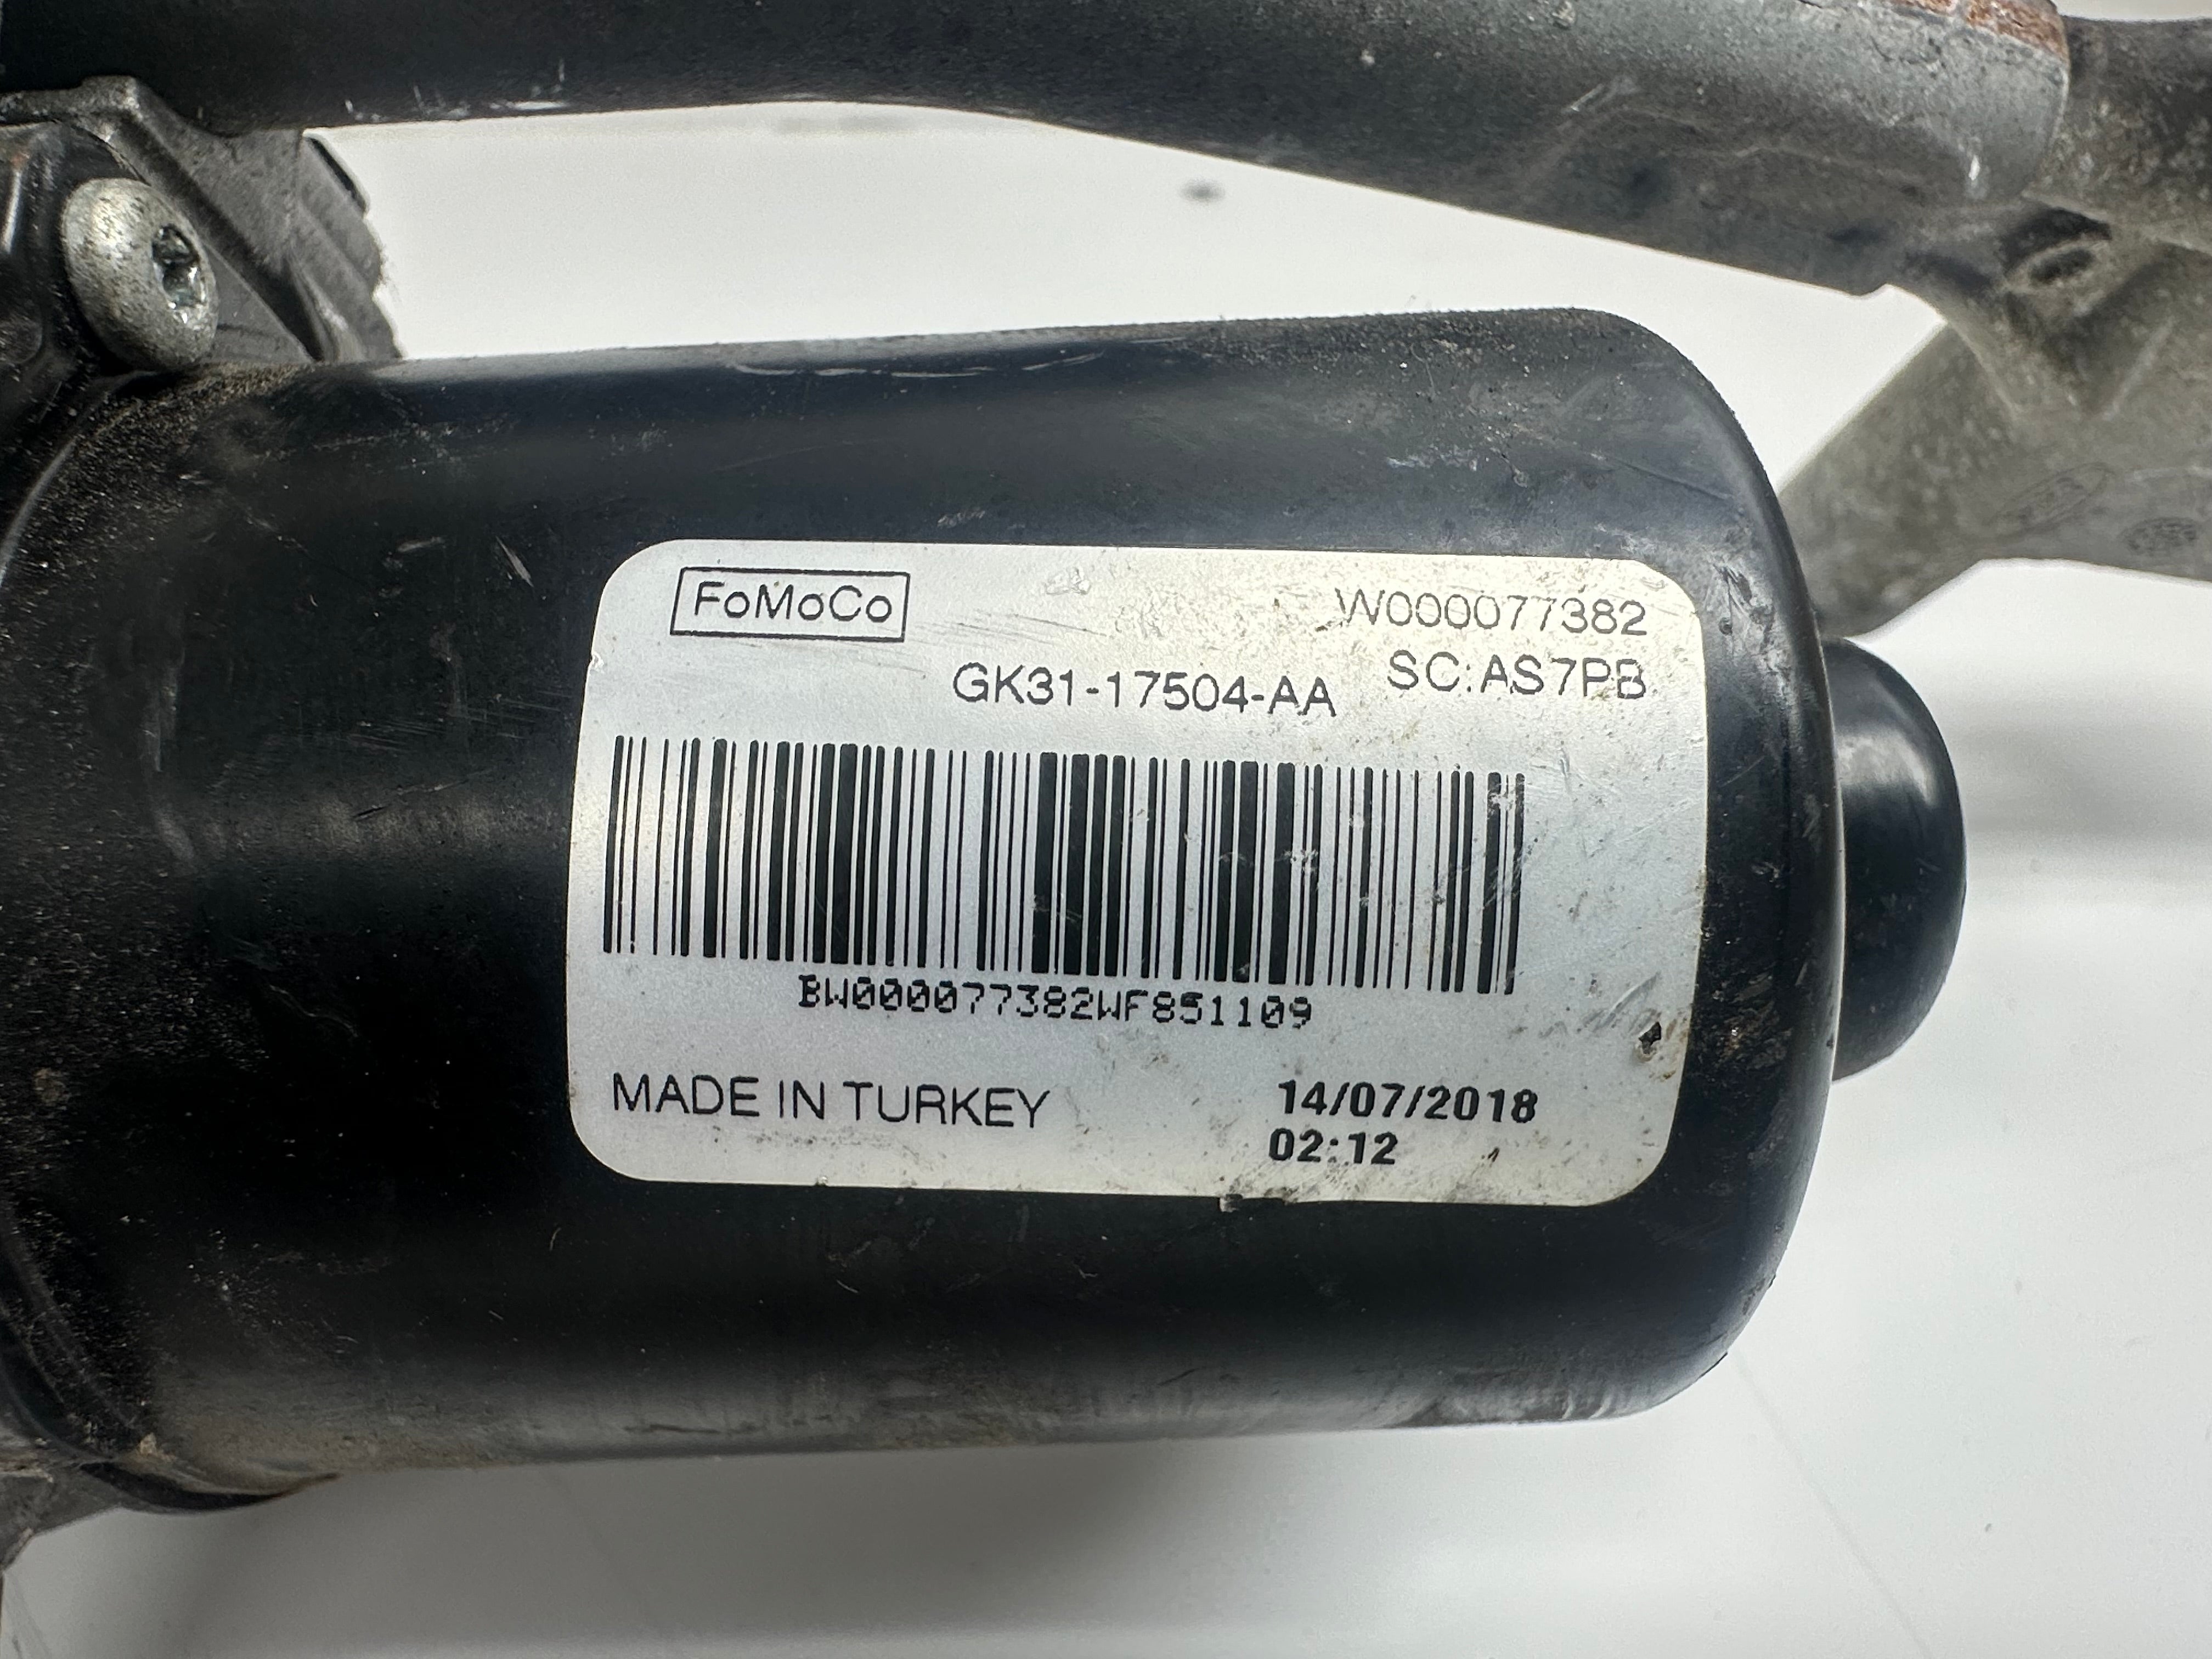 FoMoCo
W000077382
GK31-17504-AA
SC:AS7PB
BW000077382WF851109
MADE IN TURKEY
14/07/2018
02:12